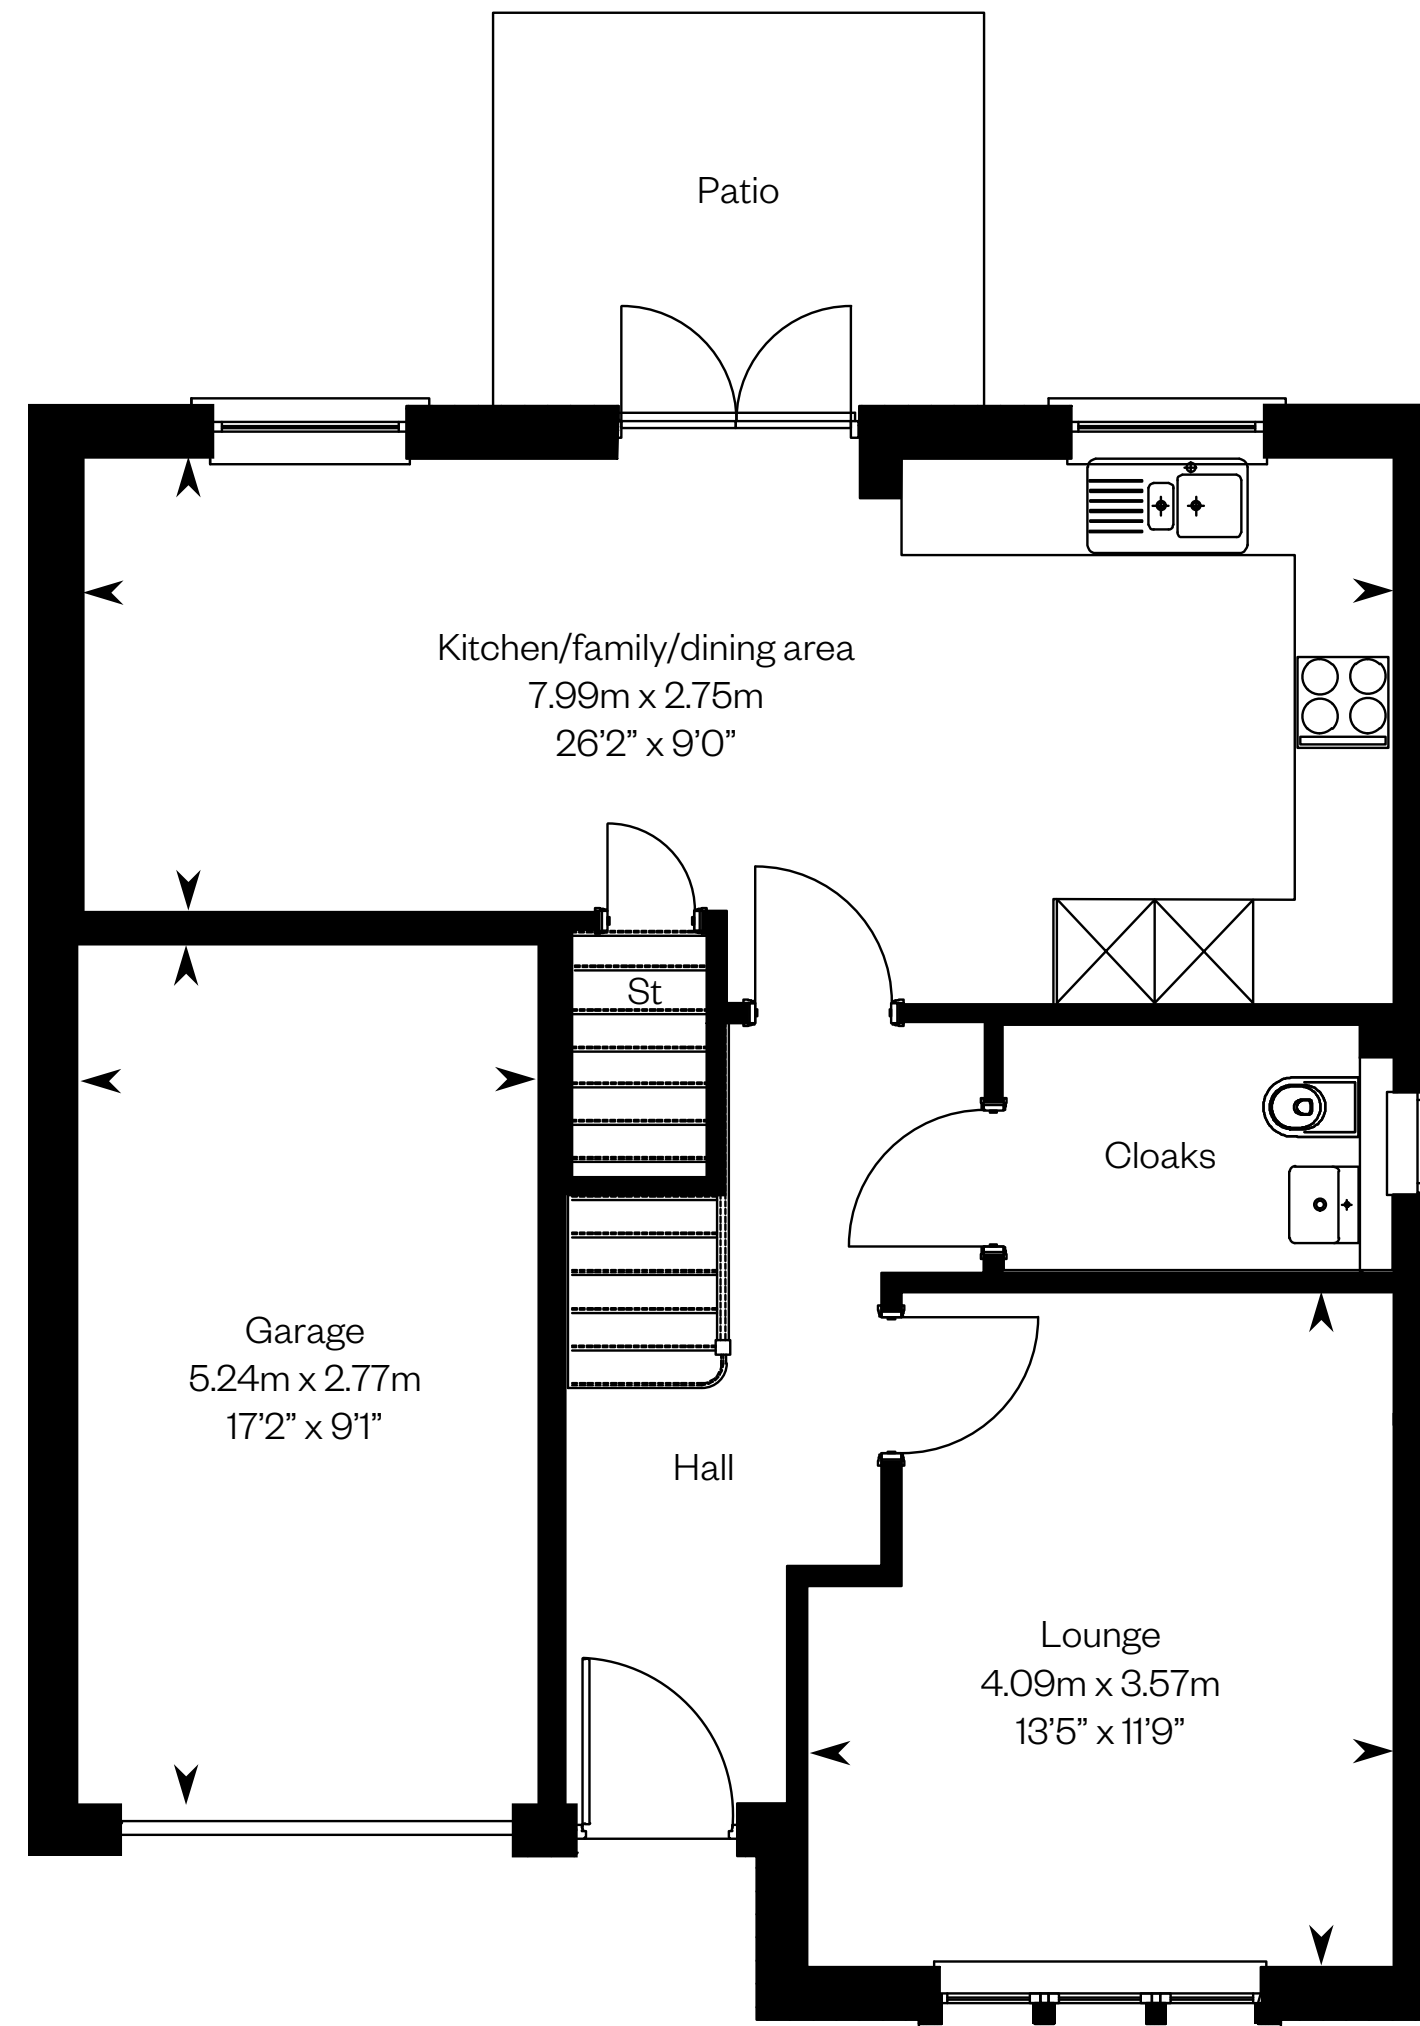 Patio
Kitchen/family/dining area
7.99m x 2.75m
26’2” x 9’0”
St
Cloaks
Garage
5.24m x 2.77m
17’2” x 9’1”
Hall
Lounge
4.09m x 3.57m
13’5” x 11’9”